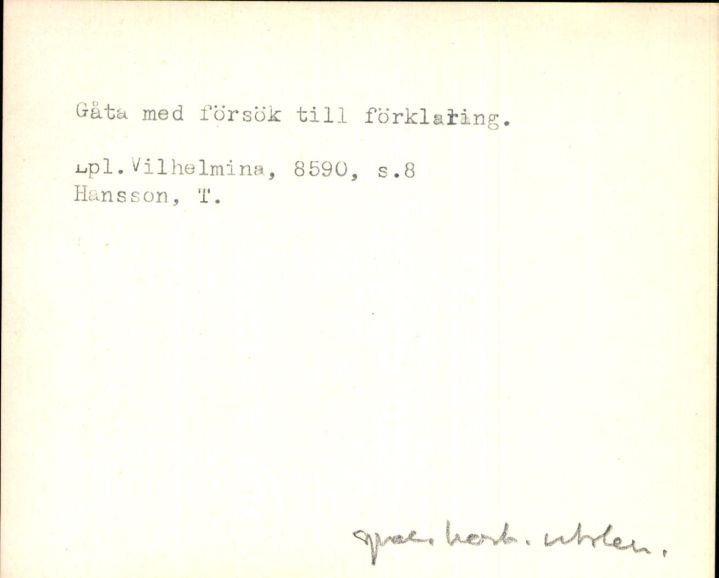 Gåta med försök till förklaring.
Lpl.Vilhelmina, 8590, s.8
Hansson, T.